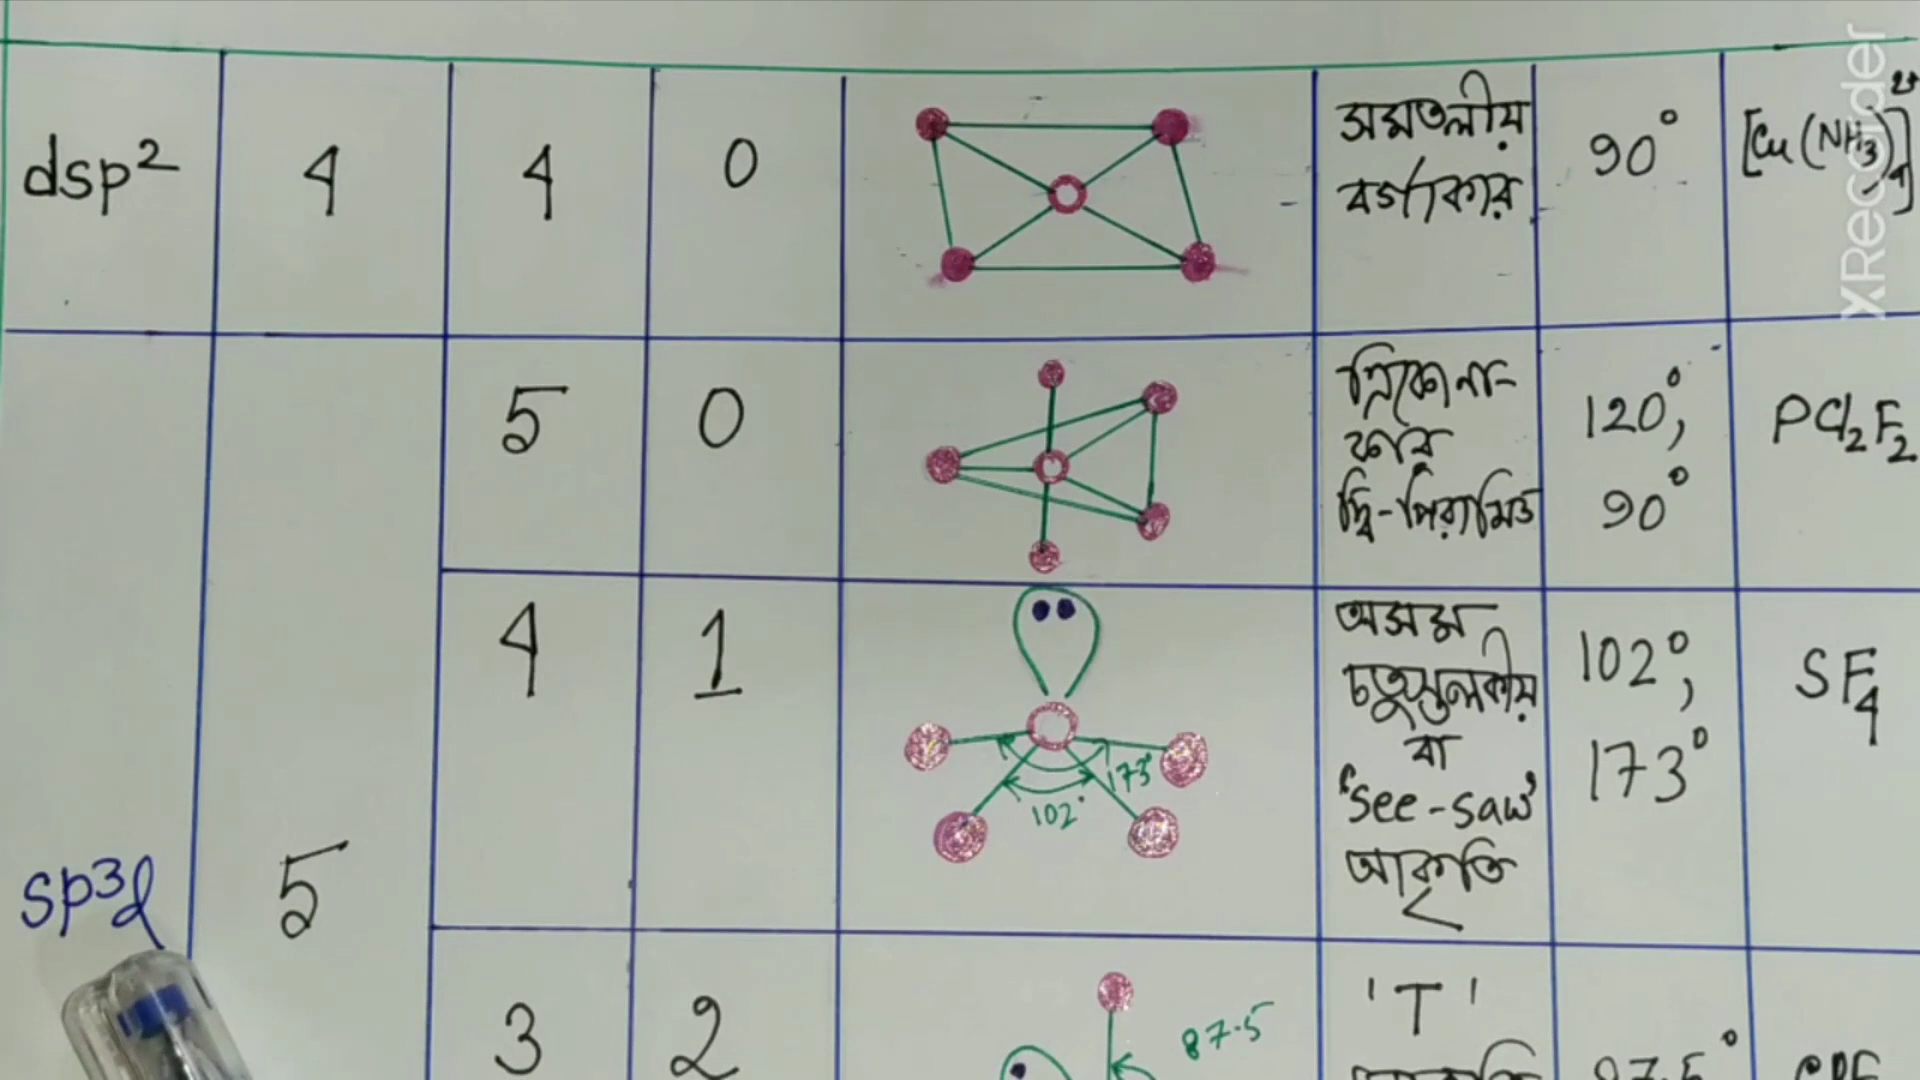 dsp² 4 4 0 সমতলীয় 90° [Cu(NH₃)₄]²⁺
বর্গাকার
5 0 ত্রিকোনা- 120°, PCl₂F₂
কার 90°
দ্বি-পিরামিড
4 1 অসম 102°, SF₄
চতুস্তলকীয় 173°
বা
'See-saw'
আকৃতি
173°
102°
sp³d 5
3 2 'T'
87.5
XRecorder